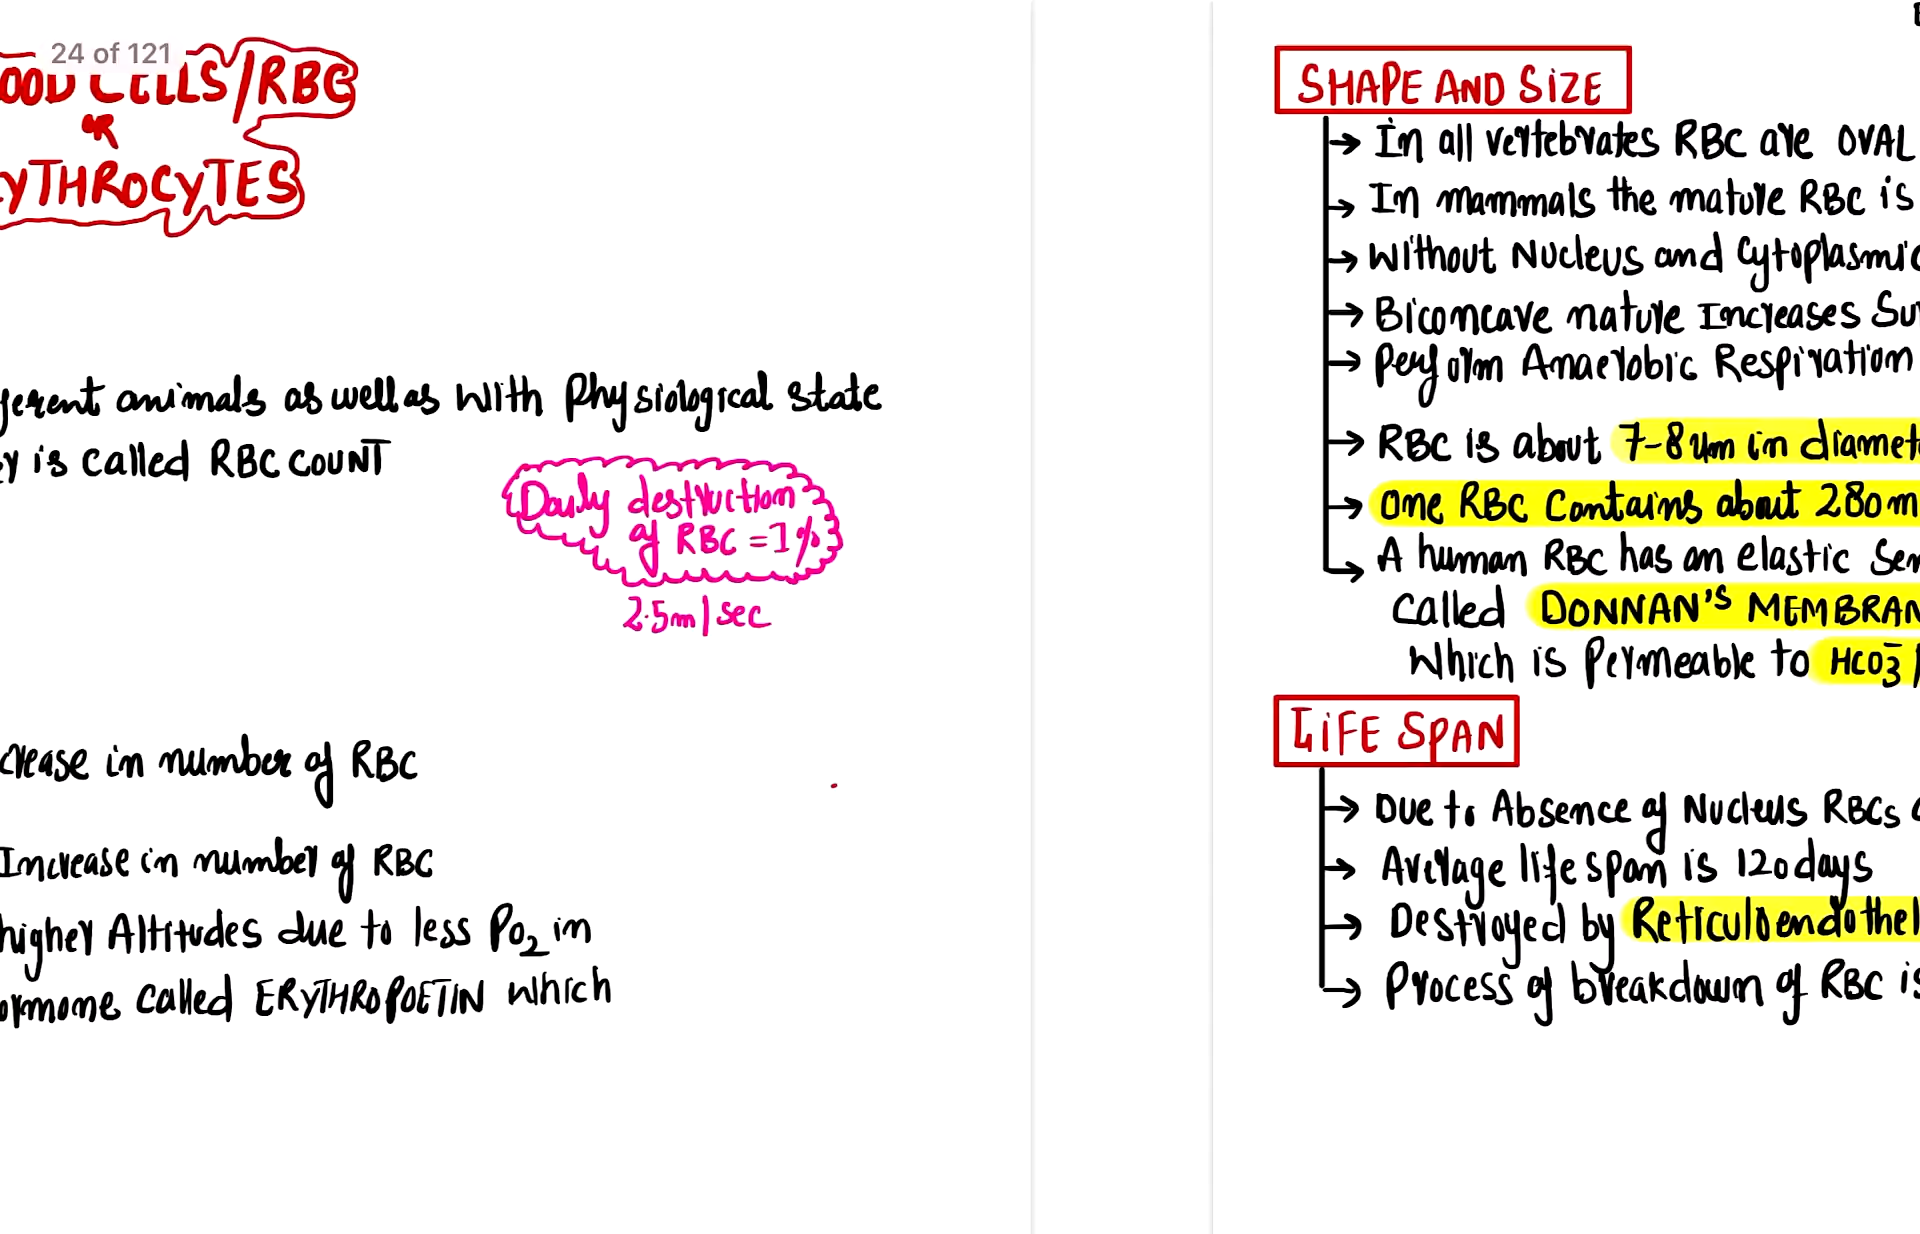 24 of 121
OOD CELLS/RBC
OR
YTHROCYTES
ferent animals as well as with Physiological state
y is called RBC COUNT
Daily destruction
of RBC = 1%
2.5m/sec
crease in number of RBC
Increase in number of RBC
higher Altitudes due to less PO2 in
ormone called ERYTHROPOETIN which
SHAPE AND SIZE
→ In all vertebrates RBC are OVAL
→ In mammals the mature RBC is
→ Without Nucleus and Cytoplasmic
→ Biconcave nature Increases Su
→ Perform Anaerobic Respiration
→ RBC is about 7-8 um in diamet
→ One RBC Contains about 280 m
→ A human RBC has an elastic Sem
called DONNAN'S MEMBRAN
Which is Permeable to HCO3-
LIFE SPAN
→ Due to Absence of Nucleus RBCs
→ Average life span is 120 days
→ Destroyed by Reticuloendothel
→ Process of breakdown of RBC is